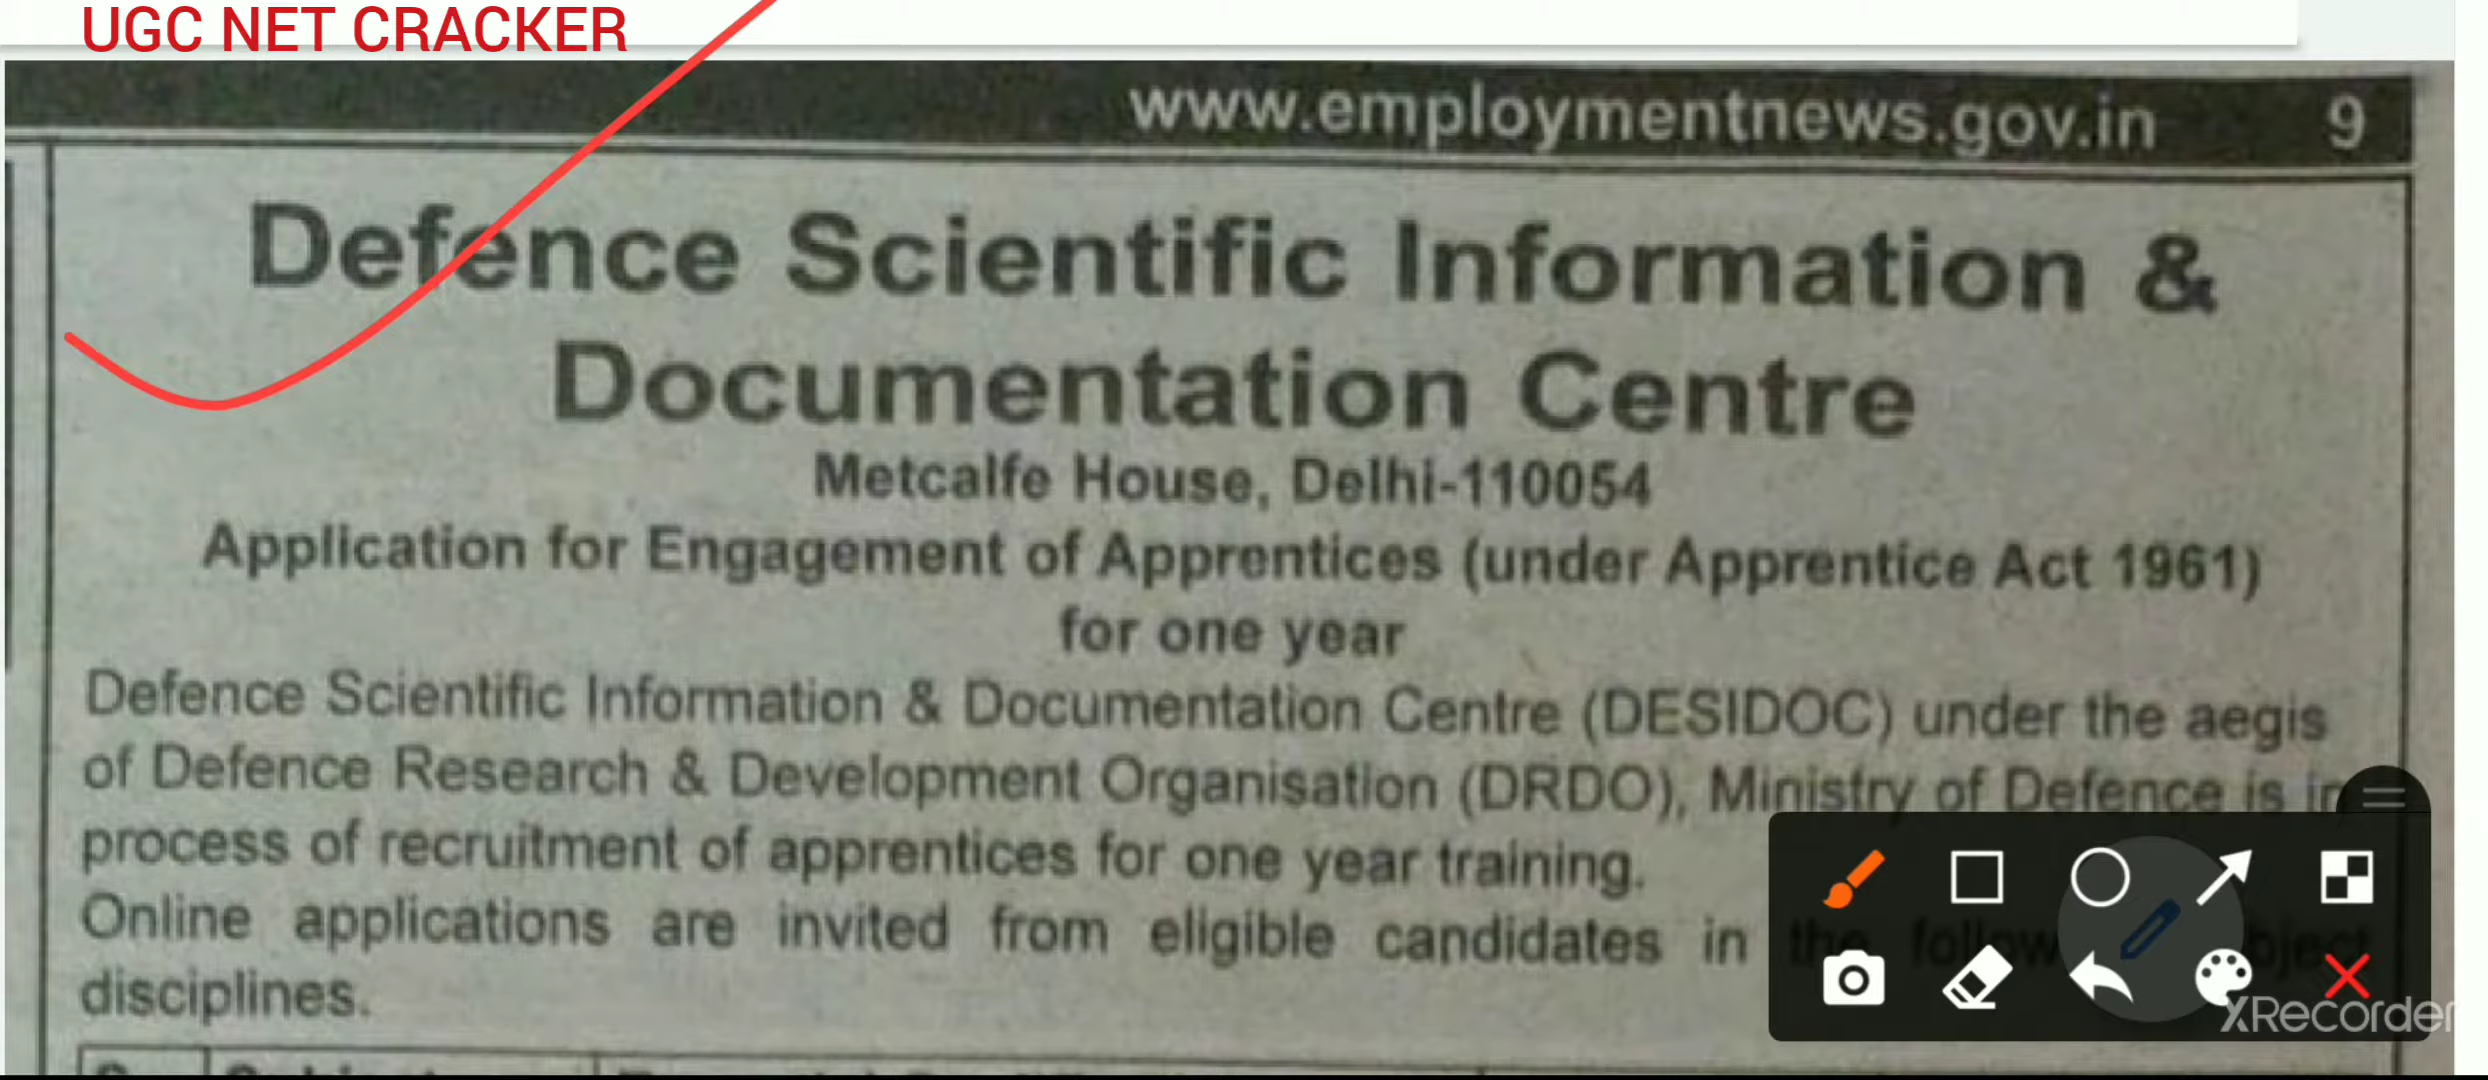 UGC NET CRACKER
www.employmentnews.gov.in 9
Defence Scientific Information &
Documentation Centre
Metcalfe House, Delhi-110054
Application for Engagement of Apprentices (under Apprentice Act 1961)
for one year
Defence Scientific Information & Documentation Centre (DESIDOC) under the aegis
of Defence Research & Development Organisation (DRDO), Ministry of Defence is in
process of recruitment of apprentices for one year training.
Online applications are invited from eligible candidates in the
disciplines.
XRecorder